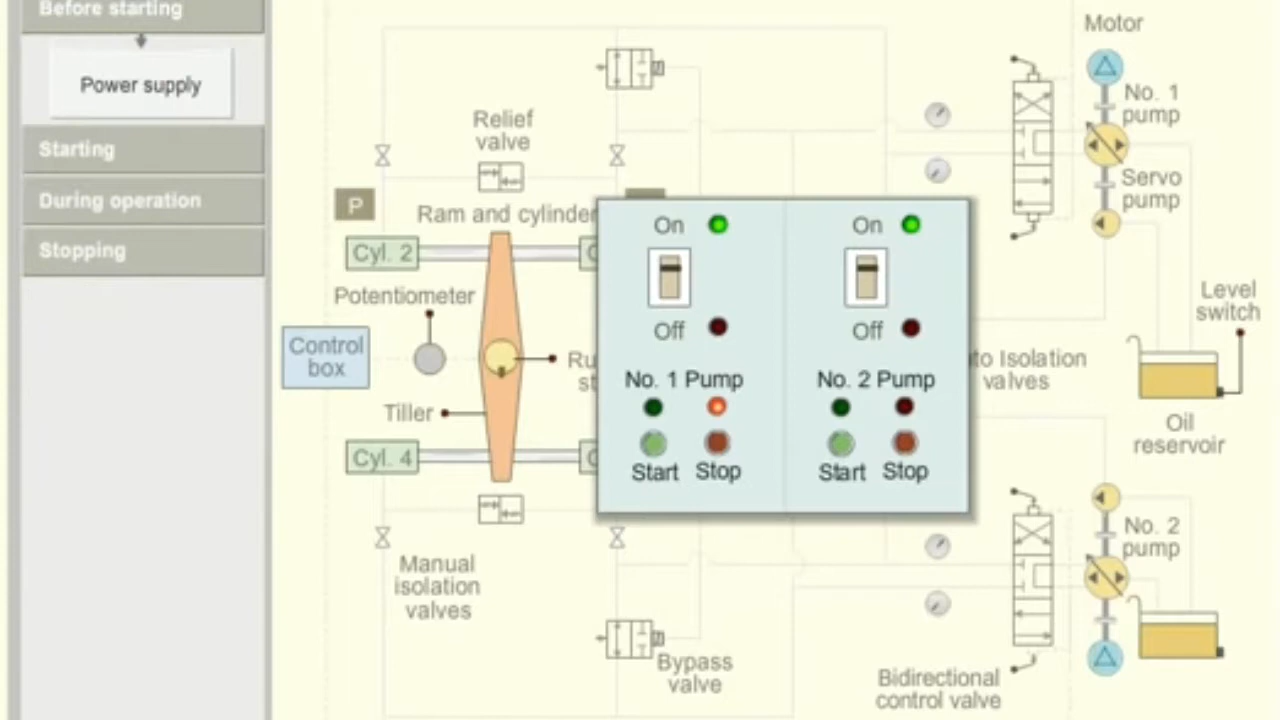 Before starting
Power supply
Starting
During operation
Stopping
Motor
No. 1
pump
Servo
pump
Relief
valve
P
Ram and cylinder
Cyl. 2
Potentiometer
Control
box
Tiller
Cyl. 4
Manual
isolation
valves
On
Off
No. 1 Pump
Start
Stop
On
Off
No. 2 Pump
Start
Stop
Isolation
valves
Level
switch
Oil
reservoir
No. 2
pump
Bypass
valve
Bidirectional
control valve